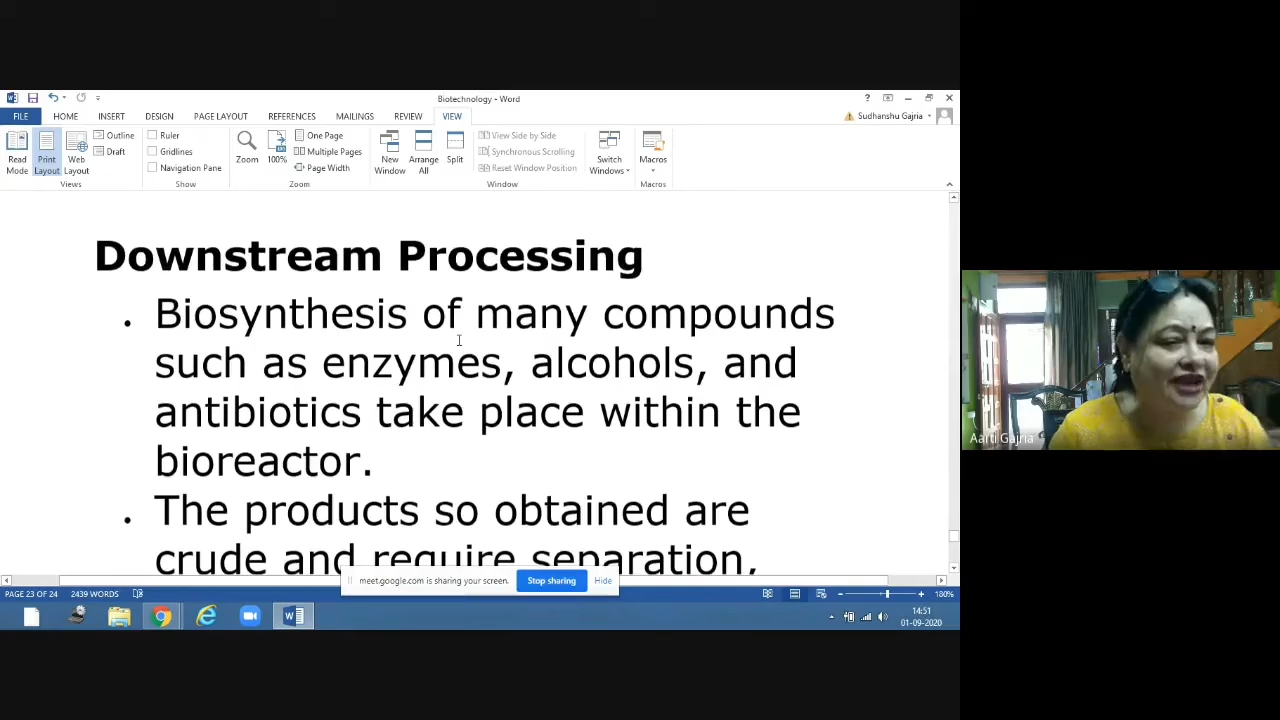 Biotechnology - Word
FILE HOME INSERT DESIGN PAGE LAYOUT REFERENCES MAILINGS REVIEW VIEW
Sudhanshu Gajria
Read Mode
Print Layout
Web Layout
Outline
Draft
Views
Ruler
Gridlines
Navigation Pane
Show
Zoom
100%
One Page
Multiple Pages
Page Width
Zoom
New Window
Arrange All
Split
View Side by Side
Synchronous Scrolling
Reset Window Position
Window
Switch Windows
Macros
Macros
Downstream Processing
• Biosynthesis of many compounds
such as enzymes, alcohols, and
antibiotics take place within the
bioreactor.
• The products so obtained are
crude and require separation,
Aarti Gajria
meet.google.com is sharing your screen. Stop sharing Hide
PAGE 23 OF 24 2439 WORDS 180%
14:51
01-09-2020